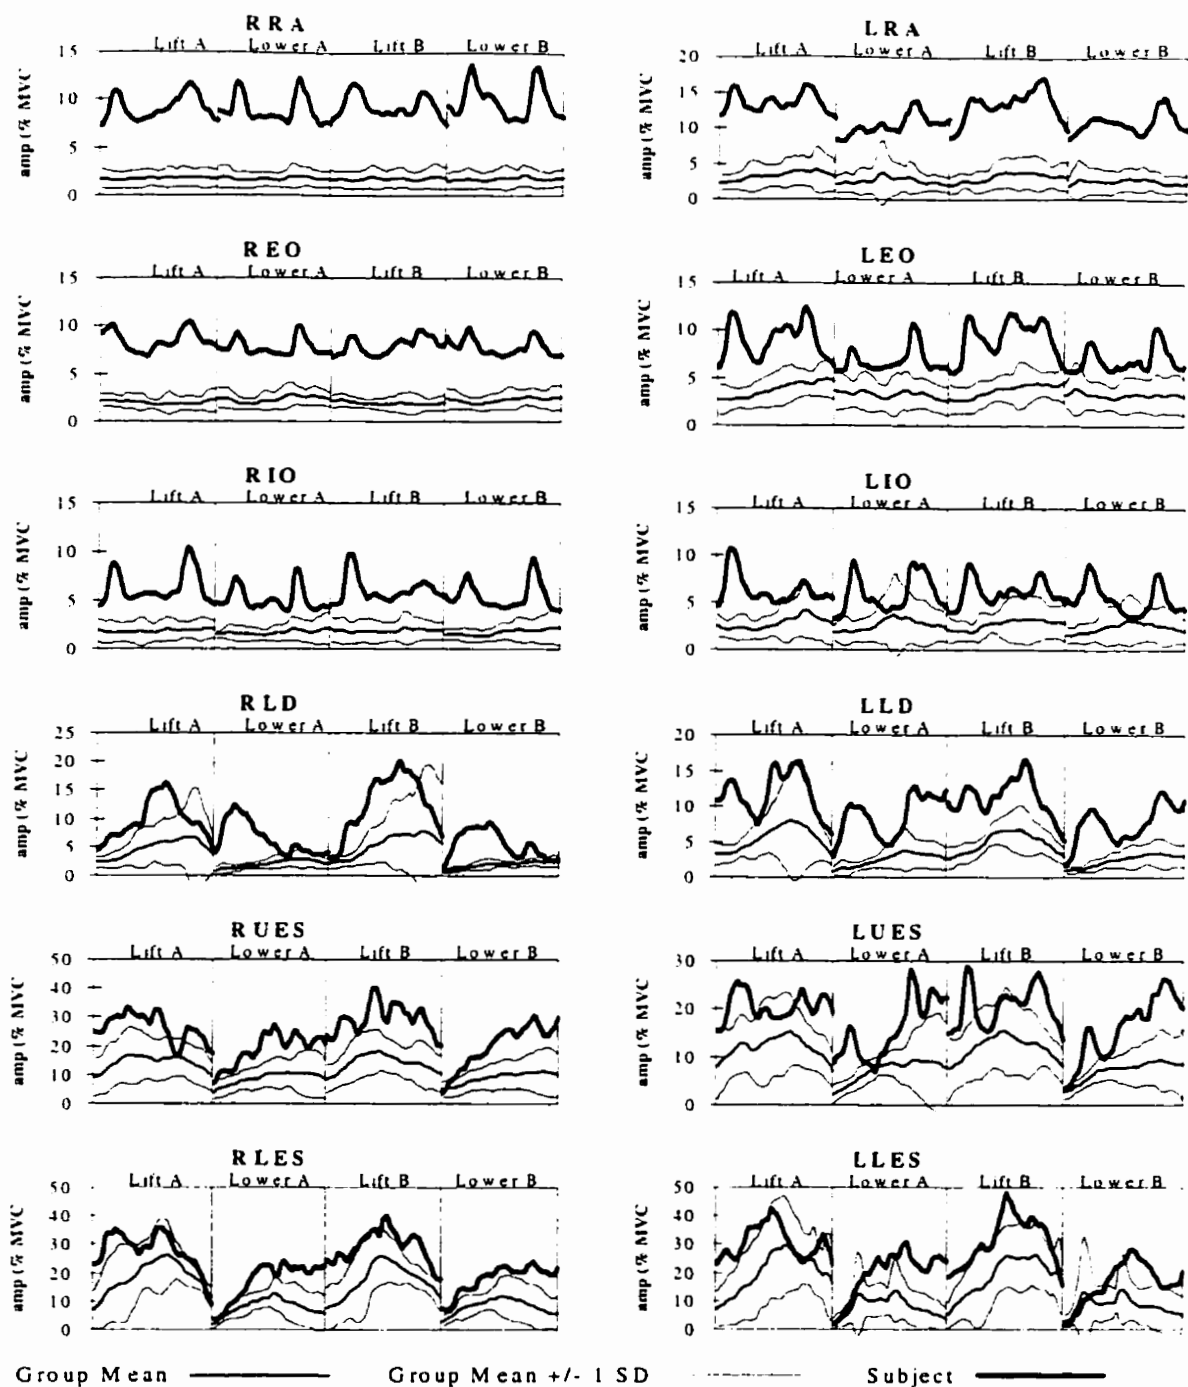 RRA
Lift A Lower A Lift B Lower B
15
10
5
0
amp (% MVC
LRA
Lift A Lower A Lift B Lower B
20
15
10
5
0
amp (% MVC
REO
Lift A Lower A Lift B Lower B
15
10
5
0
amp (% MVC
LEO
Lift A Lower A Lift B Lower B
15
10
5
0
amp (% MVC
RIO
Lift A Lower A Lift B Lower B
15
10
5
0
amp (% MVC
LIO
Lift A Lower A Lift B Lower B
15
10
5
0
amp (% MVC
RLD
Lift A Lower A Lift B Lower B
25
20
15
10
5
0
amp (% MVC
LLD
Lift A Lower A Lift B Lower B
20
15
10
5
0
amp (% MVC
RUES
Lift A Lower A Lift B Lower B
50
40
30
20
10
0
amp (% MVC
LUES
Lift A Lower A Lift B Lower B
30
20
10
0
amp (% MVC
RLES
Lift A Lower A Lift B Lower B
50
40
30
20
10
0
amp (% MVC
LLES
Lift A Lower A Lift B Lower B
50
40
30
20
10
0
amp (% MVC
Group Mean Group Mean +/- 1 SD Subject